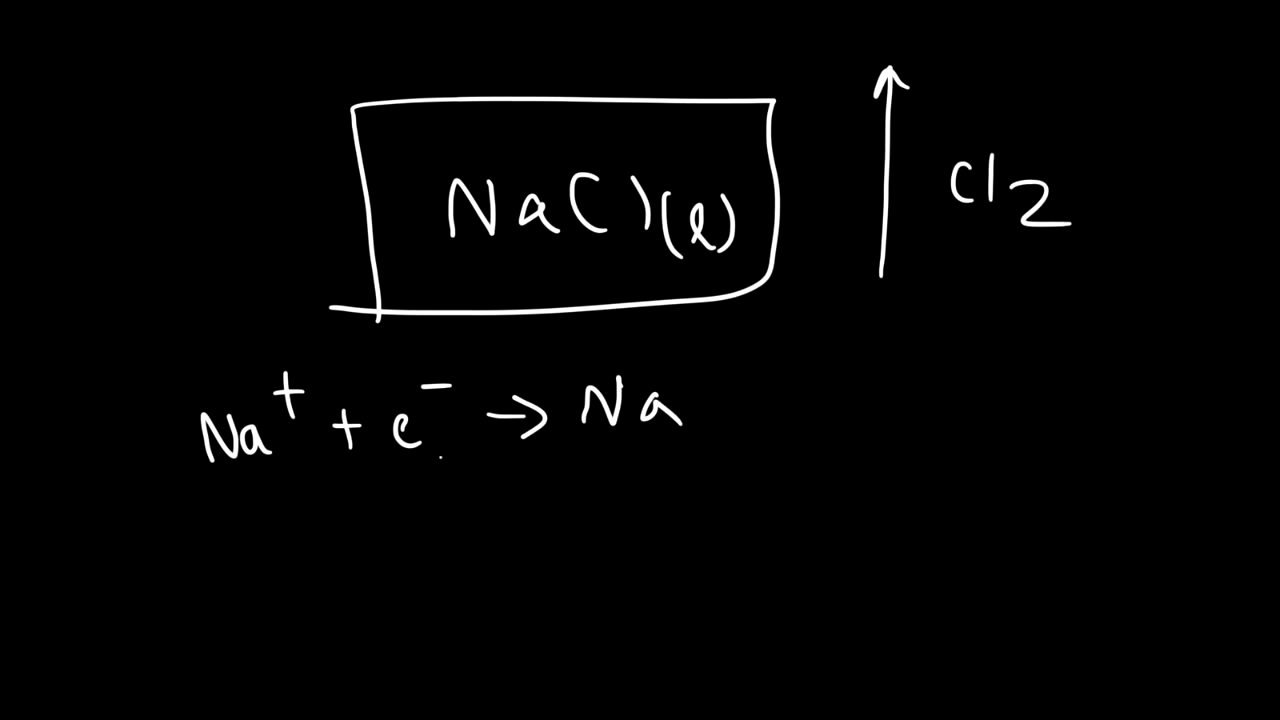 NaCl(l)
Cl2
Na⁺ + e⁻ → Na